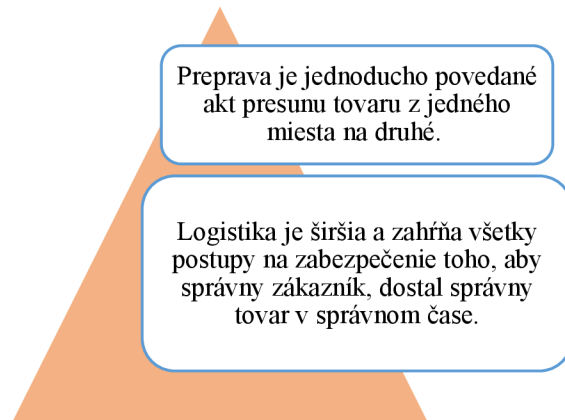 Preprava je jednoducho povedané
akt presunu tovaru z jedného
miesta na druhé.
Logistika je širšia a zahŕňa všetky
postupy na zabezpečenie toho, aby
správny zákazník, dostal správny
tovar v správnom čase.